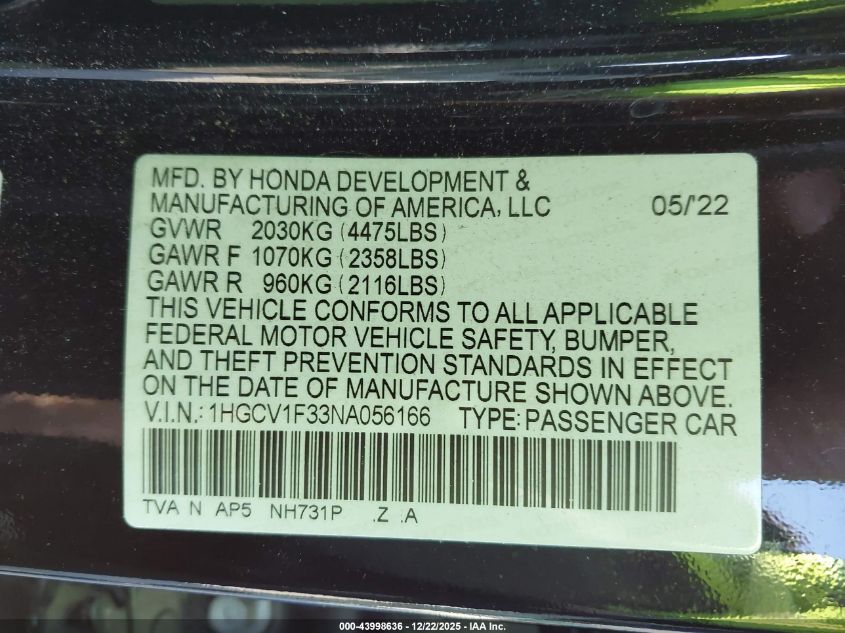 MFD. BY HONDA DEVELOPMENT &
MANUFACTURING OF AMERICA, LLC 05/'22
GVWR 2030KG (4475LBS)
GAWR F 1070KG (2358LBS)
GAWR R 960KG (2116LBS)
THIS VEHICLE CONFORMS TO ALL APPLICABLE
FEDERAL MOTOR VEHICLE SAFETY, BUMPER,
AND THEFT PREVENTION STANDARDS IN EFFECT
ON THE DATE OF MANUFACTURE SHOWN ABOVE.
V.I.N.: 1HGCV1F33NA056166 TYPE: PASSENGER CAR
TVA N AP5 NH731P .Z .A
000-43998636 - 12/22/2025 - IAA Inc.